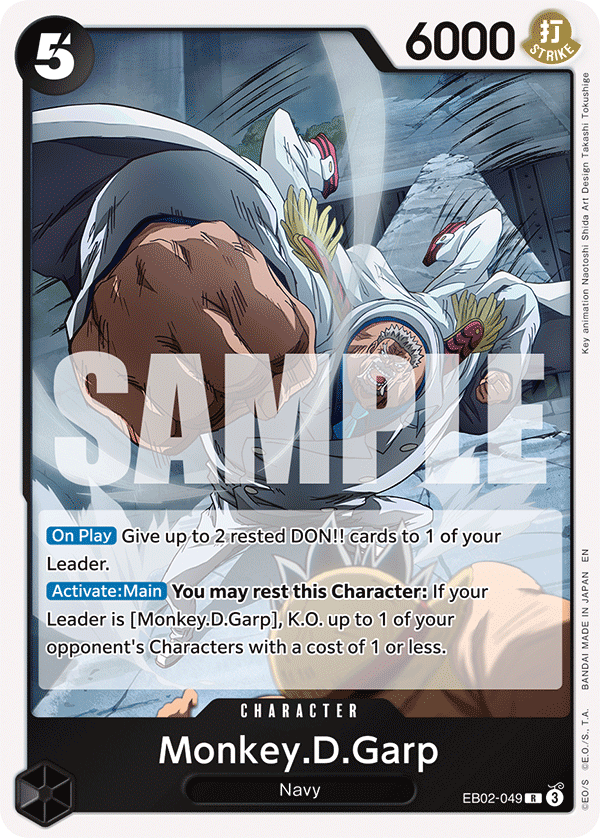 5
6000
打
STRIKE
Key animation Naotoshi Shida Art Design Takashi Tokushige
SAMPLE
On Play Give up to 2 rested DON!! cards to 1 of your
Leader.
Activate:Main You may rest this Character: If your
Leader is [Monkey.D.Garp], K.O. up to 1 of your
opponent's Characters with a cost of 1 or less.
BANDAI MADE IN JAPAN EN
©E.O./S., T.A.
©EO/S
CHARACTER
Monkey.D.Garp
Navy
EB02-049 R 3